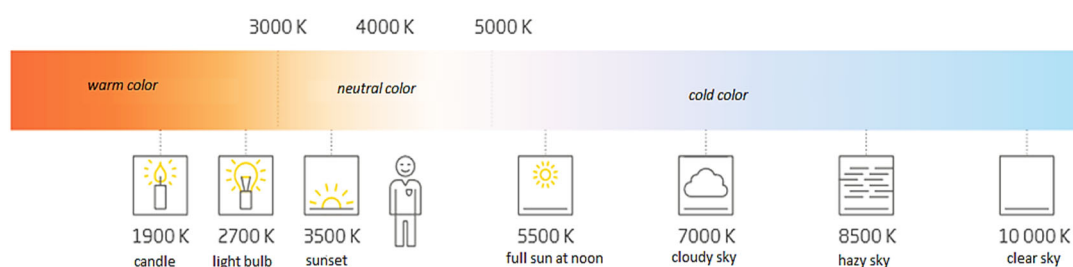 3000 K 4000 K 5000 K
warm color neutral color cold color
1900 K 2700 K 3500 K 5500 K 7000 K 8500 K 10 000 K
candle light bulb sunset full sun at noon cloudy sky hazy sky clear sky